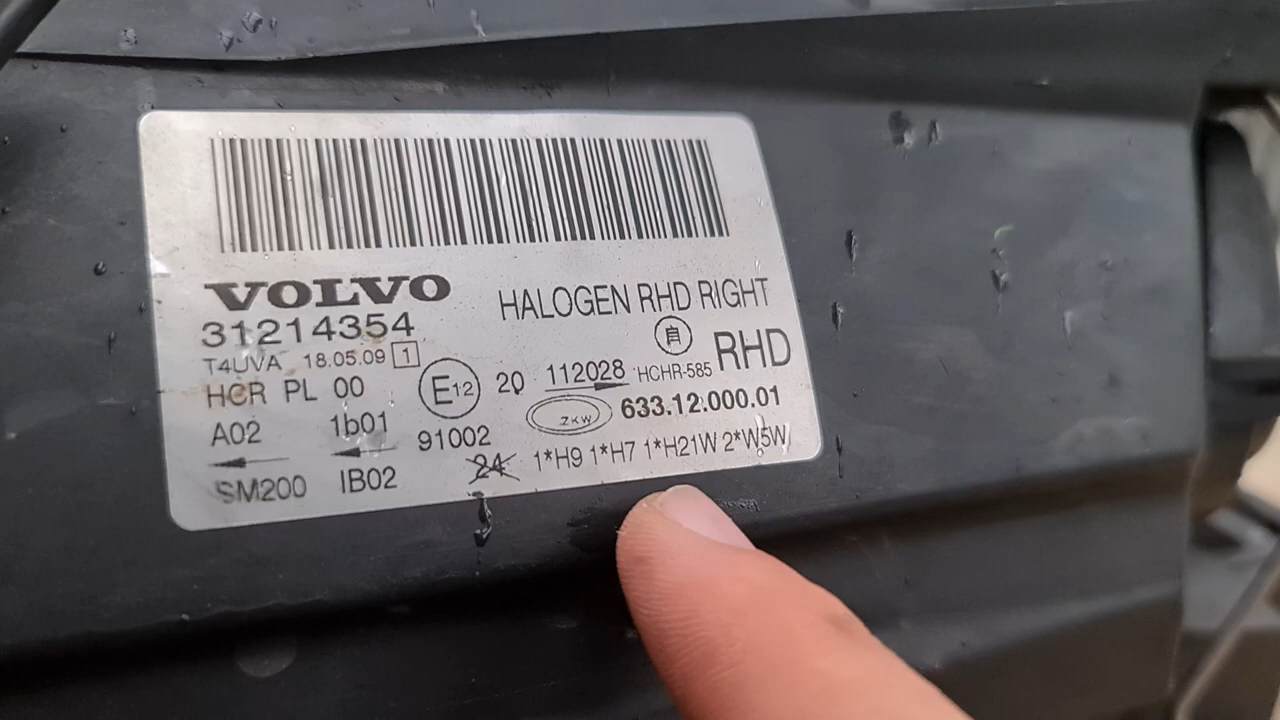 VOLVO
HALOGEN RHD RIGHT
31214354
自
RHD
T4UVA 18.05.09 1
HCR PL 00
E12
20
112028
HCHR-585
A02
1b01
91002
ZKW
633.12.000.01
SM200
IB02
24
1*H9 1*H7 1*H21W 2*W5W